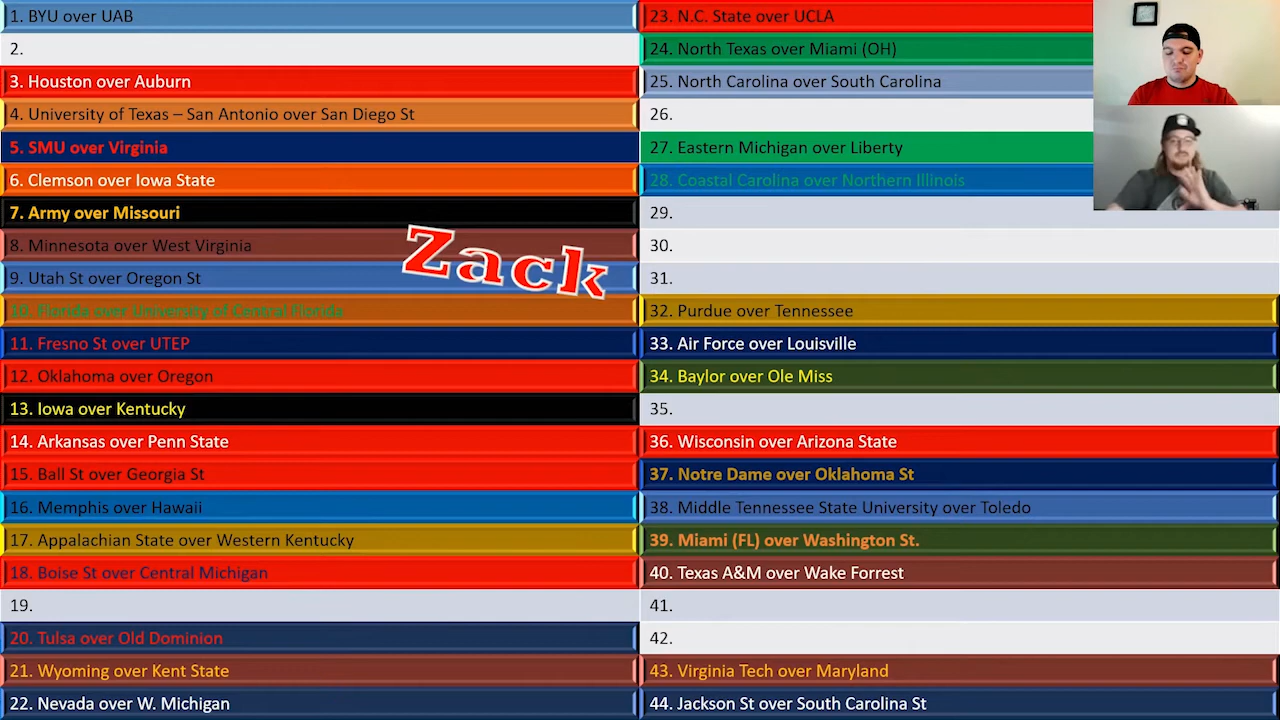 1. BYU over UAB
2.
3. Houston over Auburn
4. University of Texas – San Antonio over San Diego St
5. SMU over Virginia
6. Clemson over Iowa State
7. Army over Missouri
8. Minnesota over West Virginia
9. Utah St over Oregon St
10. Florida over University of Central Florida
11. Fresno St over UTEP
12. Oklahoma over Oregon
13. Iowa over Kentucky
14. Arkansas over Penn State
15. Ball St over Georgia St
16. Memphis over Hawaii
17. Appalachian State over Western Kentucky
18. Boise St over Central Michigan
19.
20. Tulsa over Old Dominion
21. Wyoming over Kent State
22. Nevada over W. Michigan
Zack
23. N.C. State over UCLA
24. North Texas over Miami (OH)
25. North Carolina over South Carolina
26.
27. Eastern Michigan over Liberty
28. Coastal Carolina over Northern Illinois
29.
30.
31.
32. Purdue over Tennessee
33. Air Force over Louisville
34. Baylor over Ole Miss
35.
36. Wisconsin over Arizona State
37. Notre Dame over Oklahoma St
38. Middle Tennessee State University over Toledo
39. Miami (FL) over Washington St.
40. Texas A&M over Wake Forrest
41.
42.
43. Virginia Tech over Maryland
44. Jackson St over South Carolina St